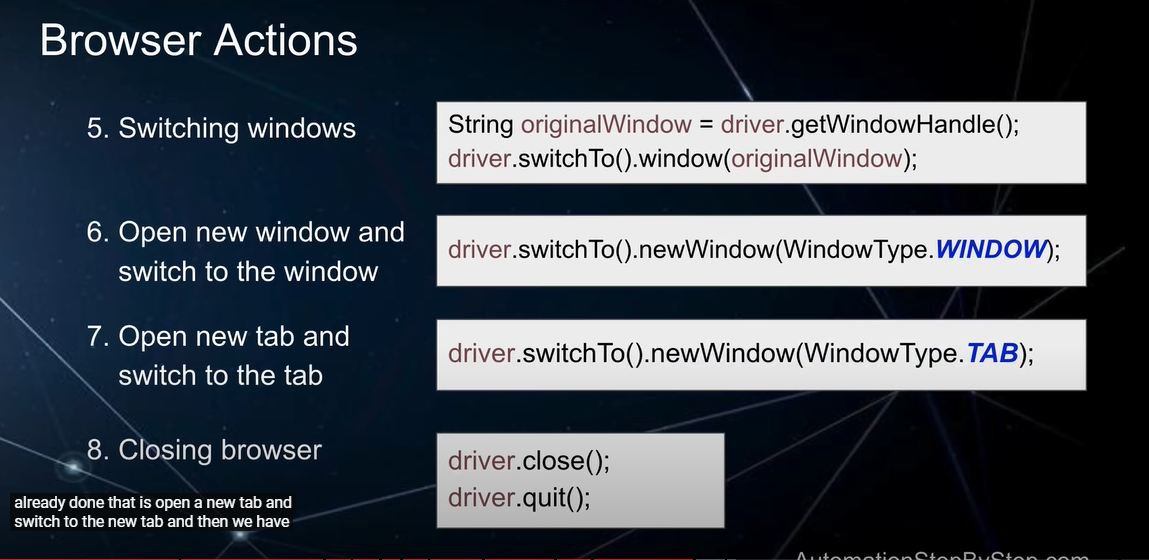 Browser Actions
5. Switching windows
String originalWindow = driver.getWindowHandle();
driver.switchTo().window(originalWindow);
6. Open new window and
switch to the window
driver.switchTo().newWindow(WindowType.WINDOW);
7. Open new tab and
switch to the tab
driver.switchTo().newWindow(WindowType.TAB);
8. Closing browser
driver.close();
driver.quit();
already done that is open a new tab and
switch to the new tab and then we have
AutomationStepByStep.com